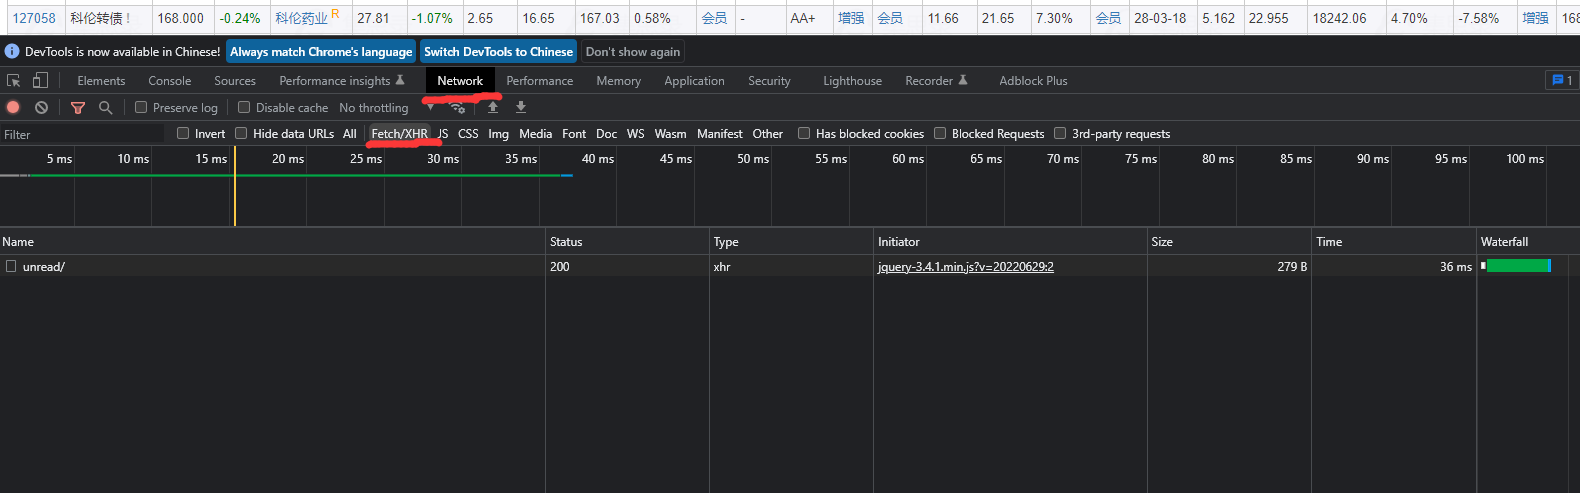 127058 科伦转债！ 168.000 -0.24% 科伦药业 R 27.81 -1.07% 2.65 16.65 167.03 0.58% 会员 - AA+ 增强 会员 11.66 21.65 7.30% 会员 28-03-18 5.162 22.955 18242.06 4.70% -7.58% 增强 168
DevTools is now available in Chinese! Always match Chrome's language Switch DevTools to Chinese Don't show again
Elements Console Sources Performance insights Network Performance Memory Application Security Lighthouse Recorder Adblock Plus 1
Preserve log Disable cache No throttling
Filter Invert Hide data URLs All Fetch/XHR JS CSS Img Media Font Doc WS Wasm Manifest Other Has blocked cookies Blocked Requests 3rd-party requests
5 ms 10 ms 15 ms 20 ms 25 ms 30 ms 35 ms 40 ms 45 ms 50 ms 55 ms 60 ms 65 ms 70 ms 75 ms 80 ms 85 ms 90 ms 95 ms 100 ms
Name Status Type Initiator Size Time Waterfall
unread/ 200 xhr jquery-3.4.1.min.js?v=20220629:2 279 B 36 ms